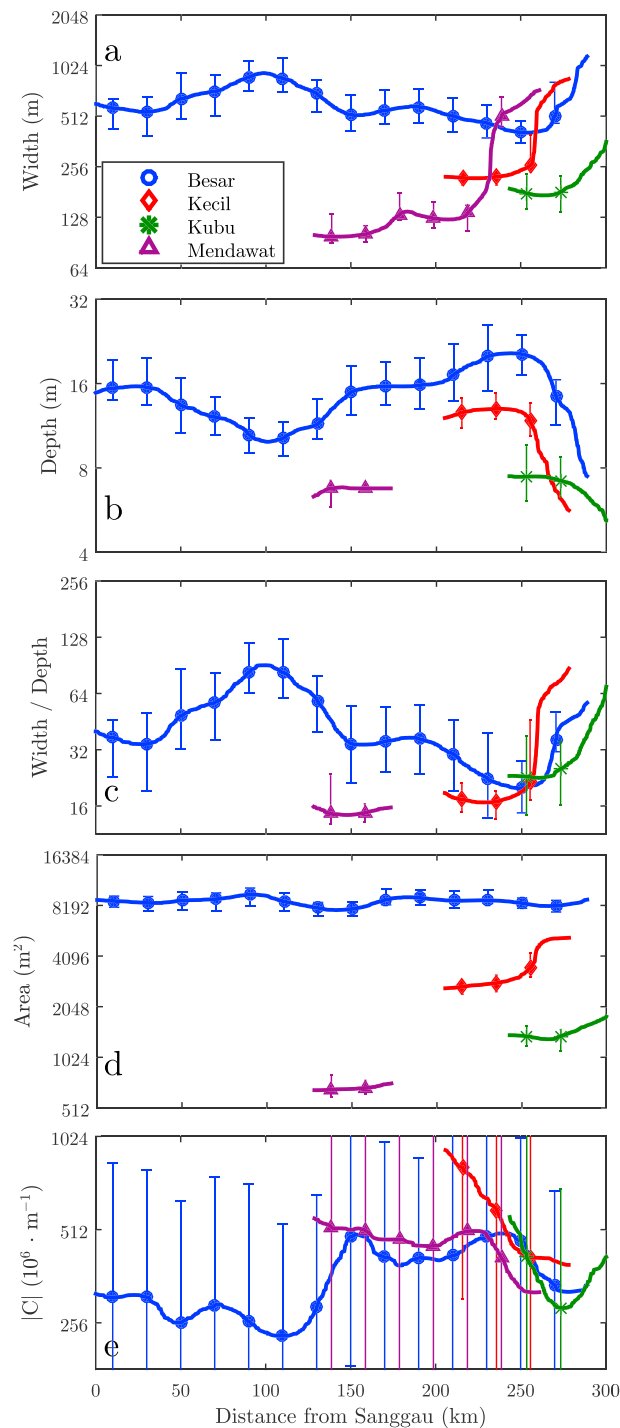 2048
1024
512
256
128
64
Width (m)
a
Besar
Kecil
Kubu
Mendawat
32
16
8
4
Depth (m)
b
256
128
64
32
16
Width / Depth
c
16384
8192
4096
2048
1024
512
Area (m²)
d
1024
512
256
|C| (10⁶ · m⁻¹)
e
0 50 100 150 200 250 300
Distance from Sanggau (km)